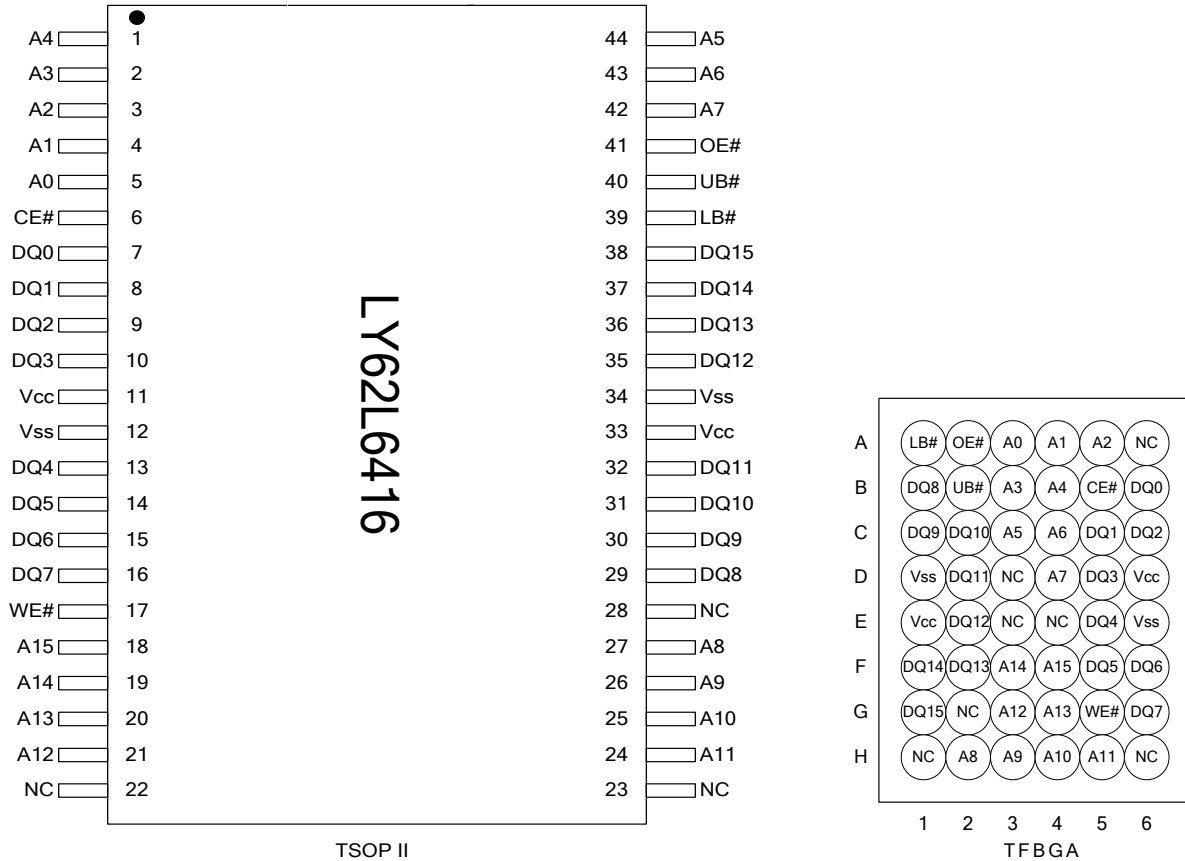 A4 1 44 A5
A3 2 43 A6
A2 3 42 A7
A1 4 41 OE#
A0 5 40 UB#
CE# 6 39 LB#
DQ0 7 38 DQ15
DQ1 8 37 DQ14
DQ2 9 36 DQ13
DQ3 10 35 DQ12
Vcc 11 34 Vss
Vss 12 33 Vcc
DQ4 13 32 DQ11
DQ5 14 31 DQ10
DQ6 15 30 DQ9
DQ7 16 29 DQ8
WE# 17 28 NC
A15 18 27 A8
A14 19 26 A9
A13 20 25 A10
A12 21 24 A11
NC 22 23 NC
LY62L6416
TSOP II
A LB# OE# A0 A1 A2 NC
B DQ8 UB# A3 A4 CE# DQ0
C DQ9 DQ10 A5 A6 DQ1 DQ2
D Vss DQ11 NC A7 DQ3 Vcc
E Vcc DQ12 NC NC DQ4 Vss
F DQ14 DQ13 A14 A15 DQ5 DQ6
G DQ15 NC A12 A13 WE# DQ7
H NC A8 A9 A10 A11 NC
1 2 3 4 5 6
TFBGA